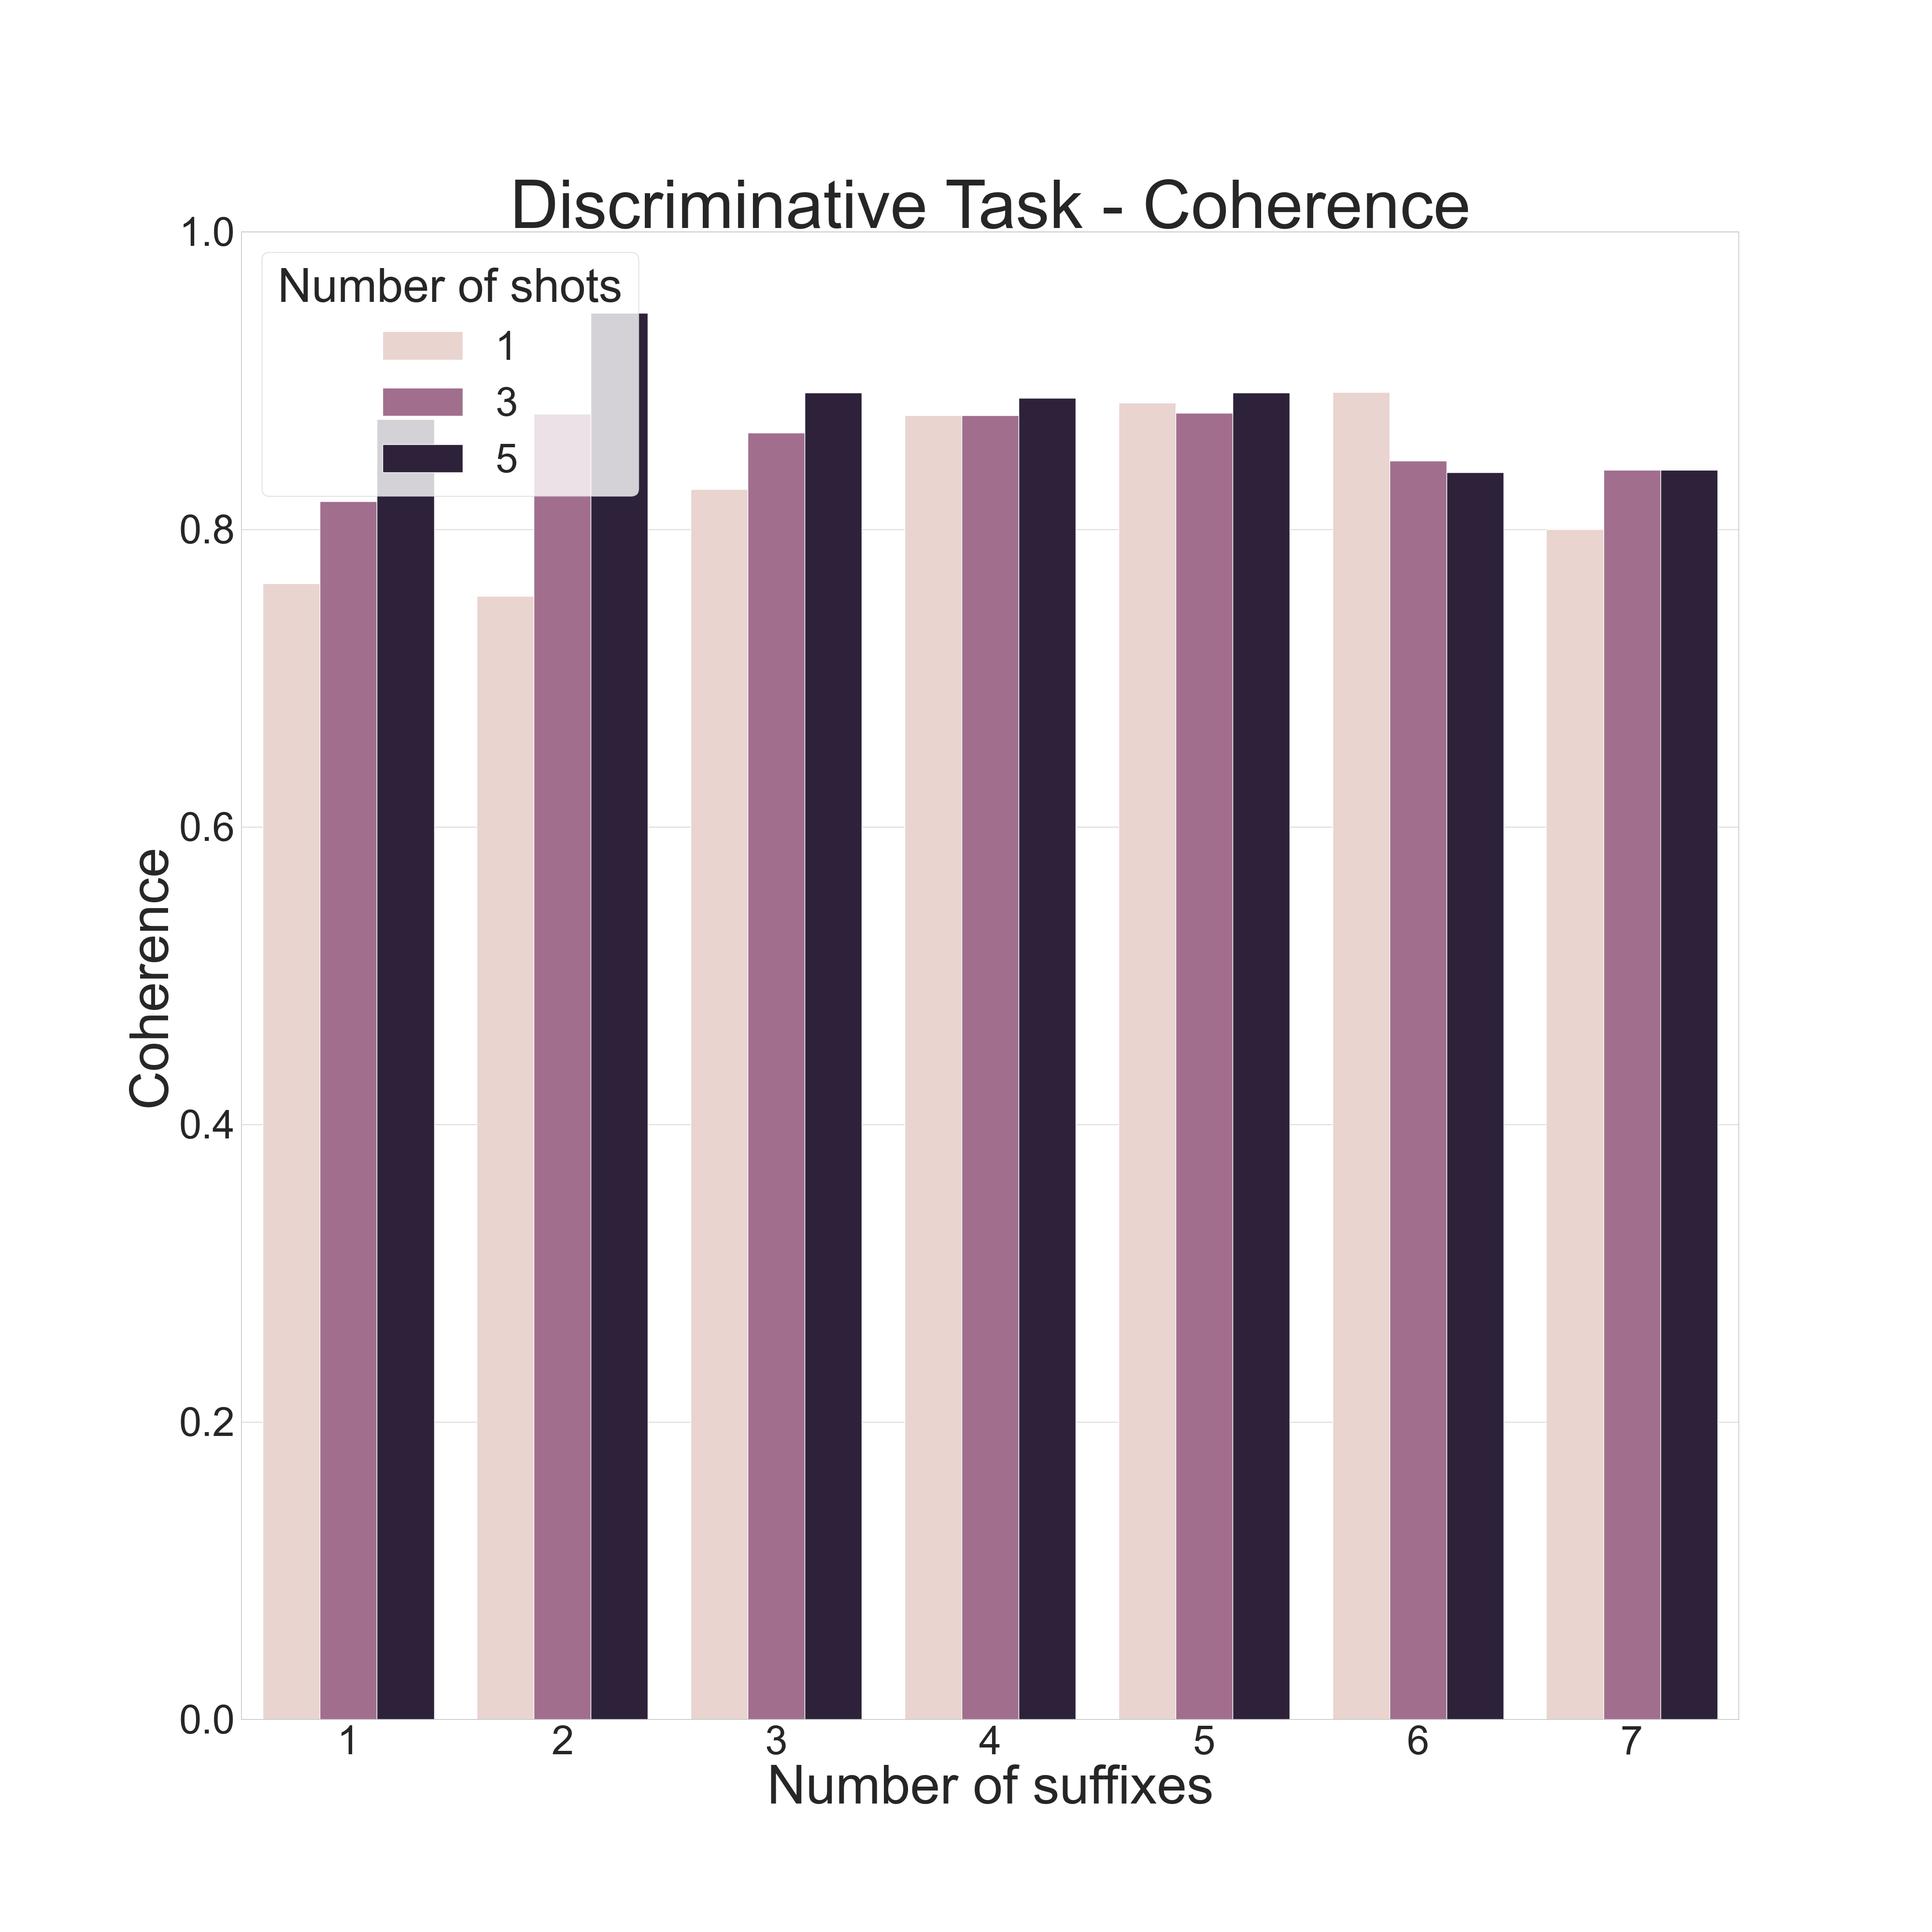 Discriminative Task - Coherence
Number of shots
1
3
5
Coherence
1.0
0.8
0.6
0.4
0.2
0.0
1 2 3 4 5 6 7
Number of suffixes